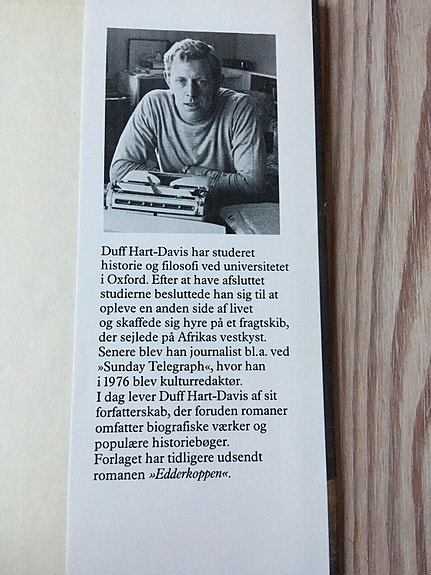 Duff Hart-Davis har studeret
historie og filosofi ved universitetet
i Oxford. Efter at have afsluttet
studierne besluttede han sig til at
opleve en anden side af livet
og skaffede sig hyre på et fragtskib,
der sejlede på Afrikas vestkyst.
Senere blev han journalist bl.a. ved
»Sunday Telegraph«, hvor han
i 1976 blev kulturredaktør.
I dag lever Duff Hart-Davis af sit
forfatterskab, der foruden romaner
omfatter biografiske værker og
populære historiebøger.
Forlaget har tidligere udsendt
romanen »Edderkoppen«.